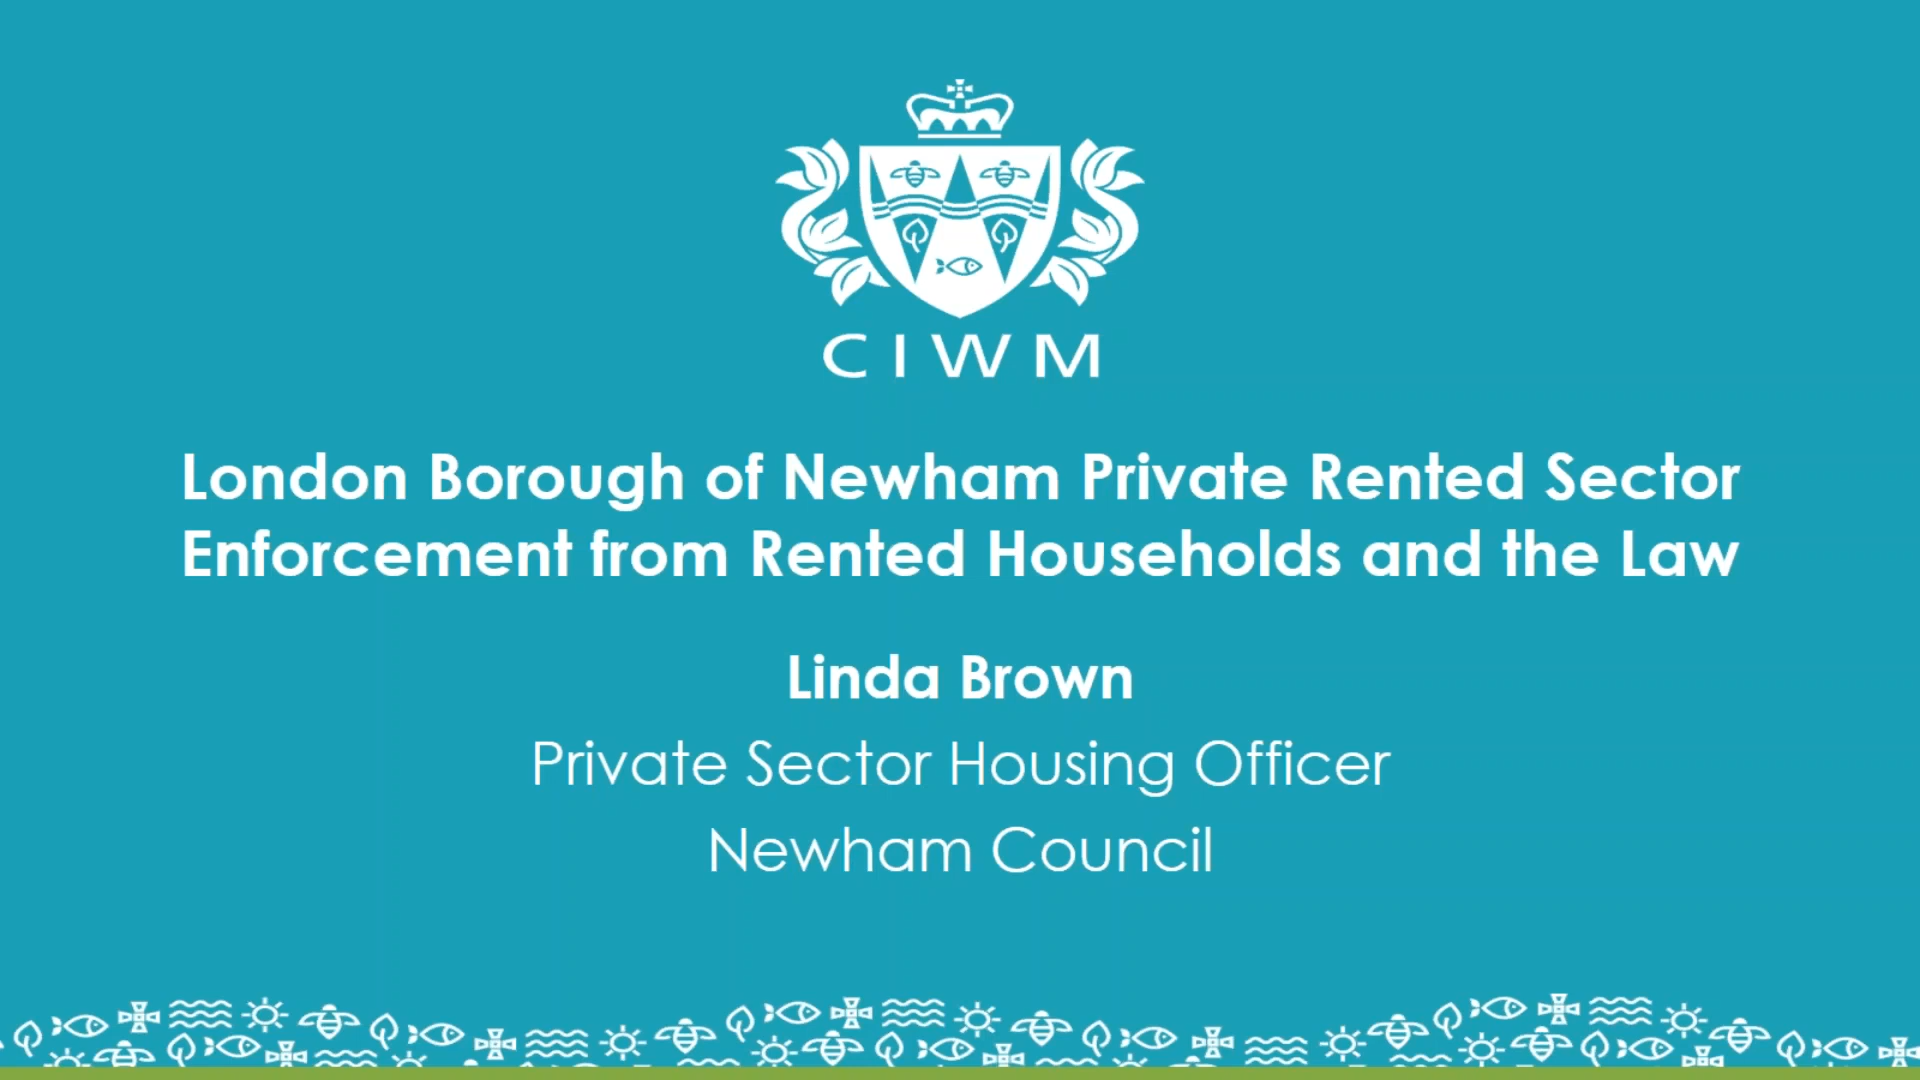 CIWM
London Borough of Newham Private Rented Sector
Enforcement from Rented Households and the Law
Linda Brown
Private Sector Housing Officer
Newham Council